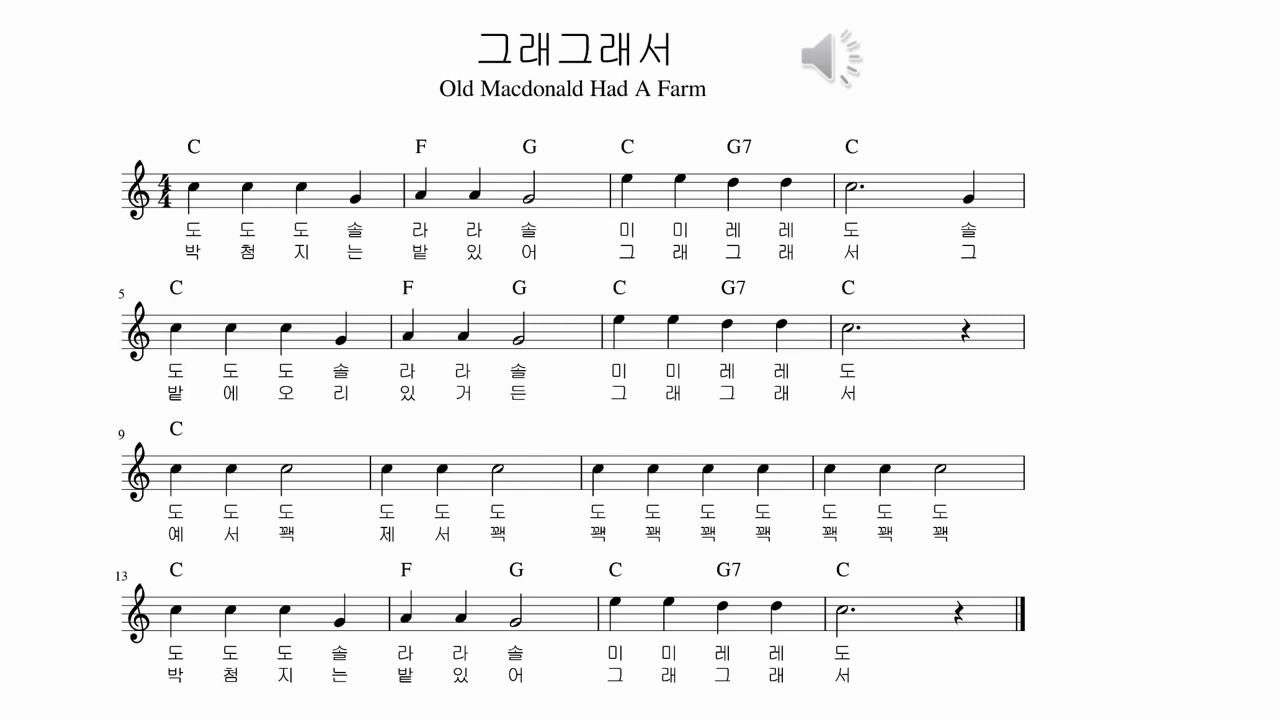 그래그래서
Old Macdonald Had A Farm
C F G C G7 C
4 4
도 도 도 솔 라 라 솔 미 미 레 레 도 솔
박 첨 지 는 밭 있 어 그 래 그 래 서 그
5
C F G C G7 C
도 도 도 솔 라 라 솔 미 미 레 레 도
밭 에 오 리 있 거 든 그 래 그 래 서
9
C
도 도 도 도 도 도 도 도 도 도 도 도 도
예 서 꽥 제 서 꽥 꽥 꽥 꽥 꽥 꽥 꽥 꽥
13
C F G C G7 C
도 도 도 솔 라 라 솔 미 미 레 레 도
박 첨 지 는 밭 있 어 그 래 그 래 서